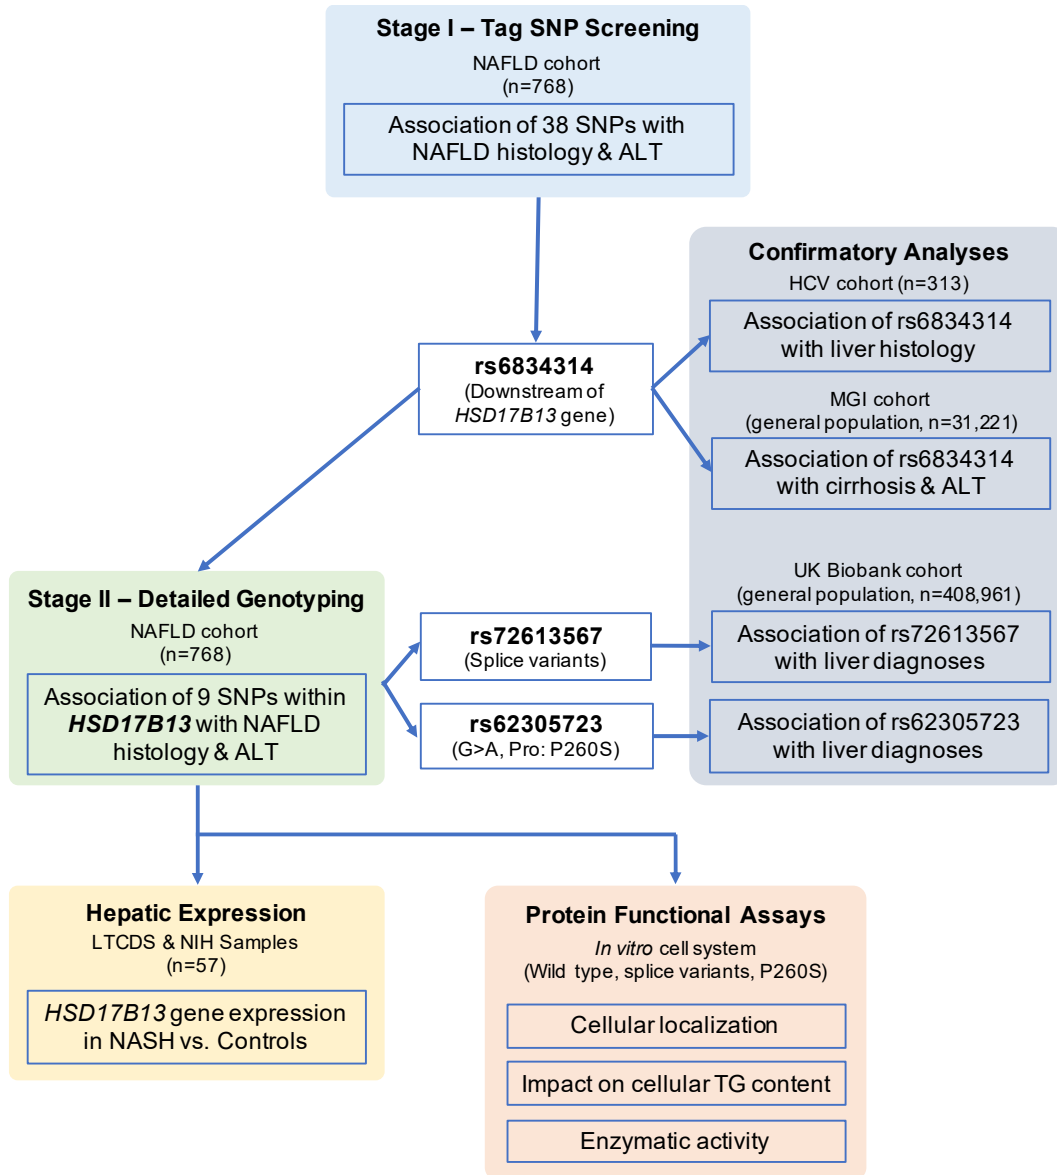 Stage I – Tag SNP Screening
NAFLD cohort
(n=768)
Association of 38 SNPs with
NAFLD histology & ALT
Confirmatory Analyses
HCV cohort (n=313)
Association of rs6834314
with liver histology
rs6834314
(Downstream of
HSD17B13 gene)
MGI cohort
(general population, n=31,221)
Association of rs6834314
with cirrhosis & ALT
Stage II – Detailed Genotyping
NAFLD cohort
(n=768)
Association of 9 SNPs within
HSD17B13 with NAFLD
histology & ALT
rs72613567
(Splice variants)
rs62305723
(G>A, Pro: P260S)
UK Biobank cohort
(general population, n=408,961)
Association of rs72613567
with liver diagnoses
Association of rs62305723
with liver diagnoses
Hepatic Expression
LTCDS & NIH Samples
(n=57)
HSD17B13 gene expression
in NASH vs. Controls
Protein Functional Assays
In vitro cell system
(Wild type, splice variants, P260S)
Cellular localization
Impact on cellular TG content
Enzymatic activity